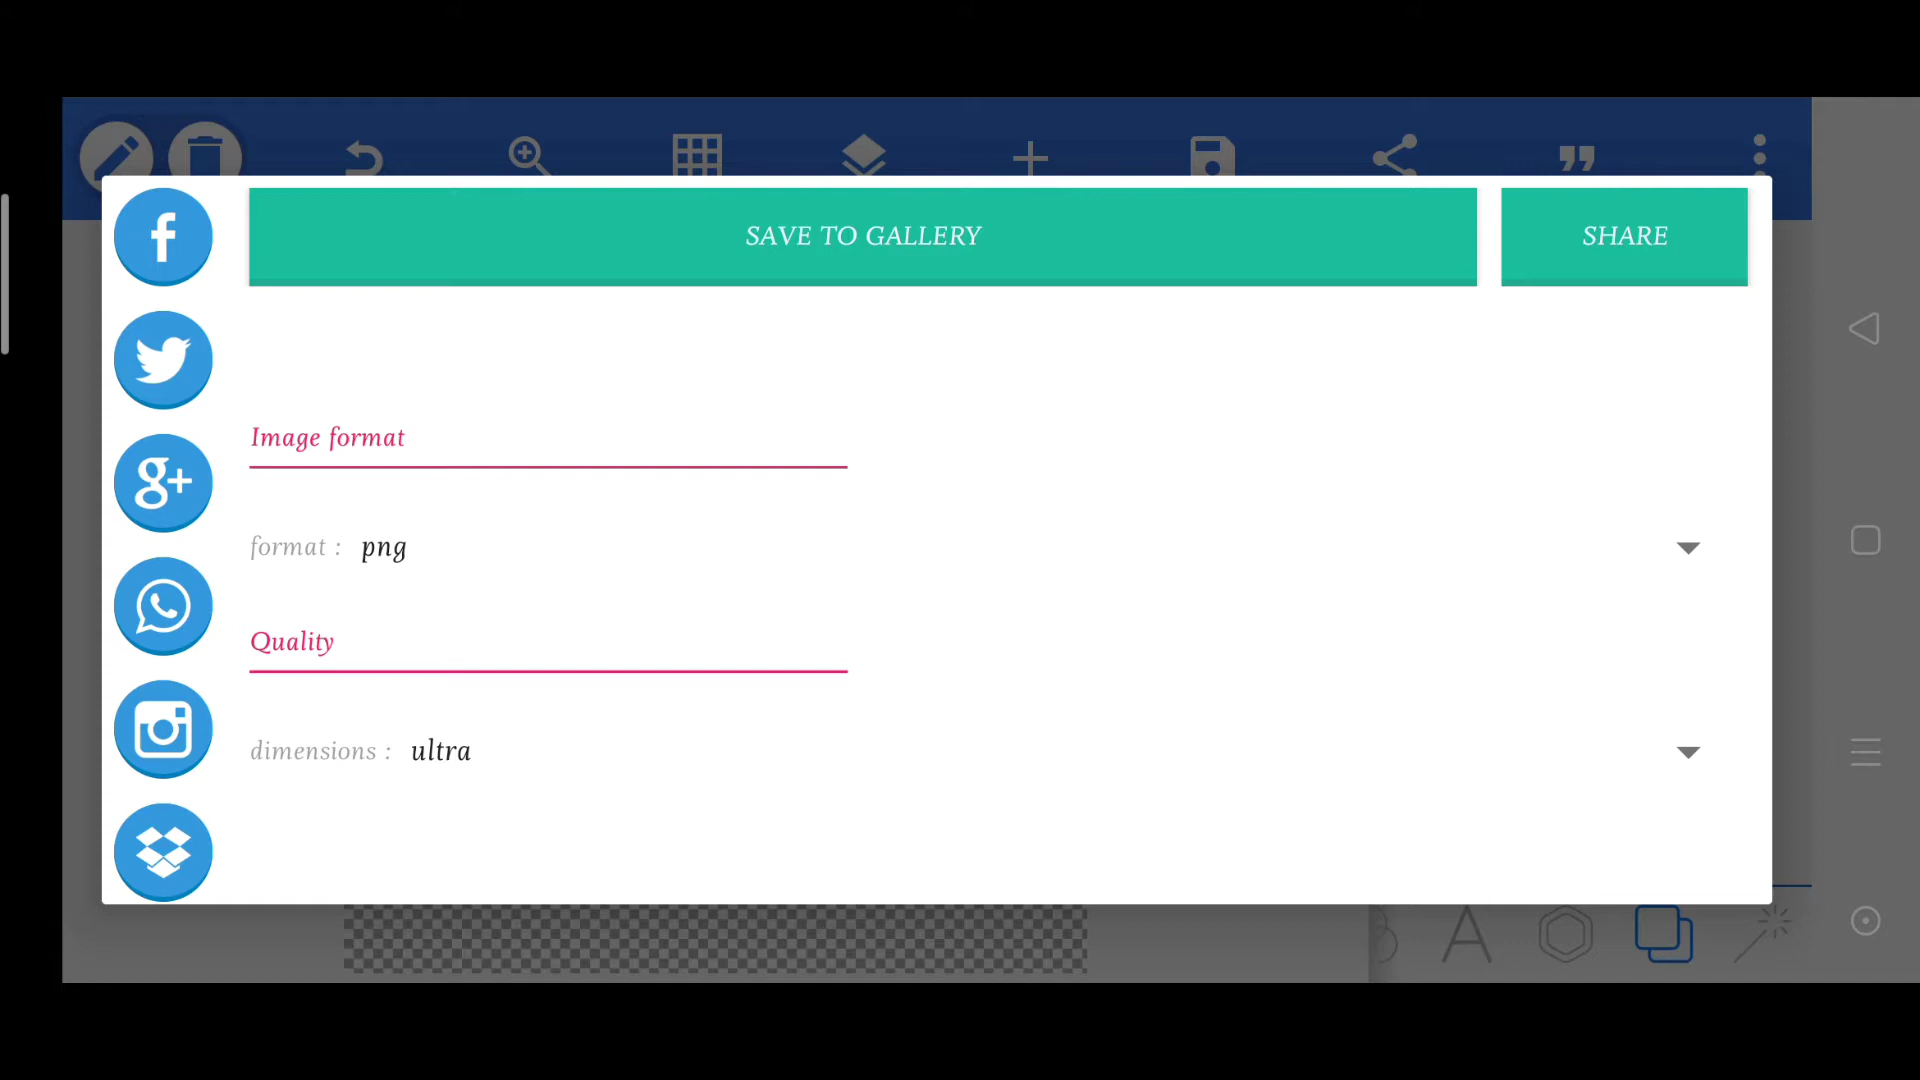 SAVE TO GALLERY
SHARE
Image format
format : png
Quality
dimensions : ultra